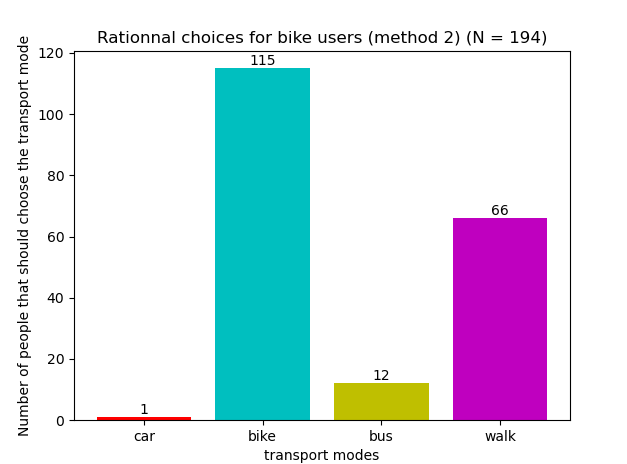 Rationnal choices for bike users (method 2) (N = 194)
Number of people that should choose the transport mode
120
100
80
60
40
20
0
1
115
12
66
car
bike
bus
walk
transport modes